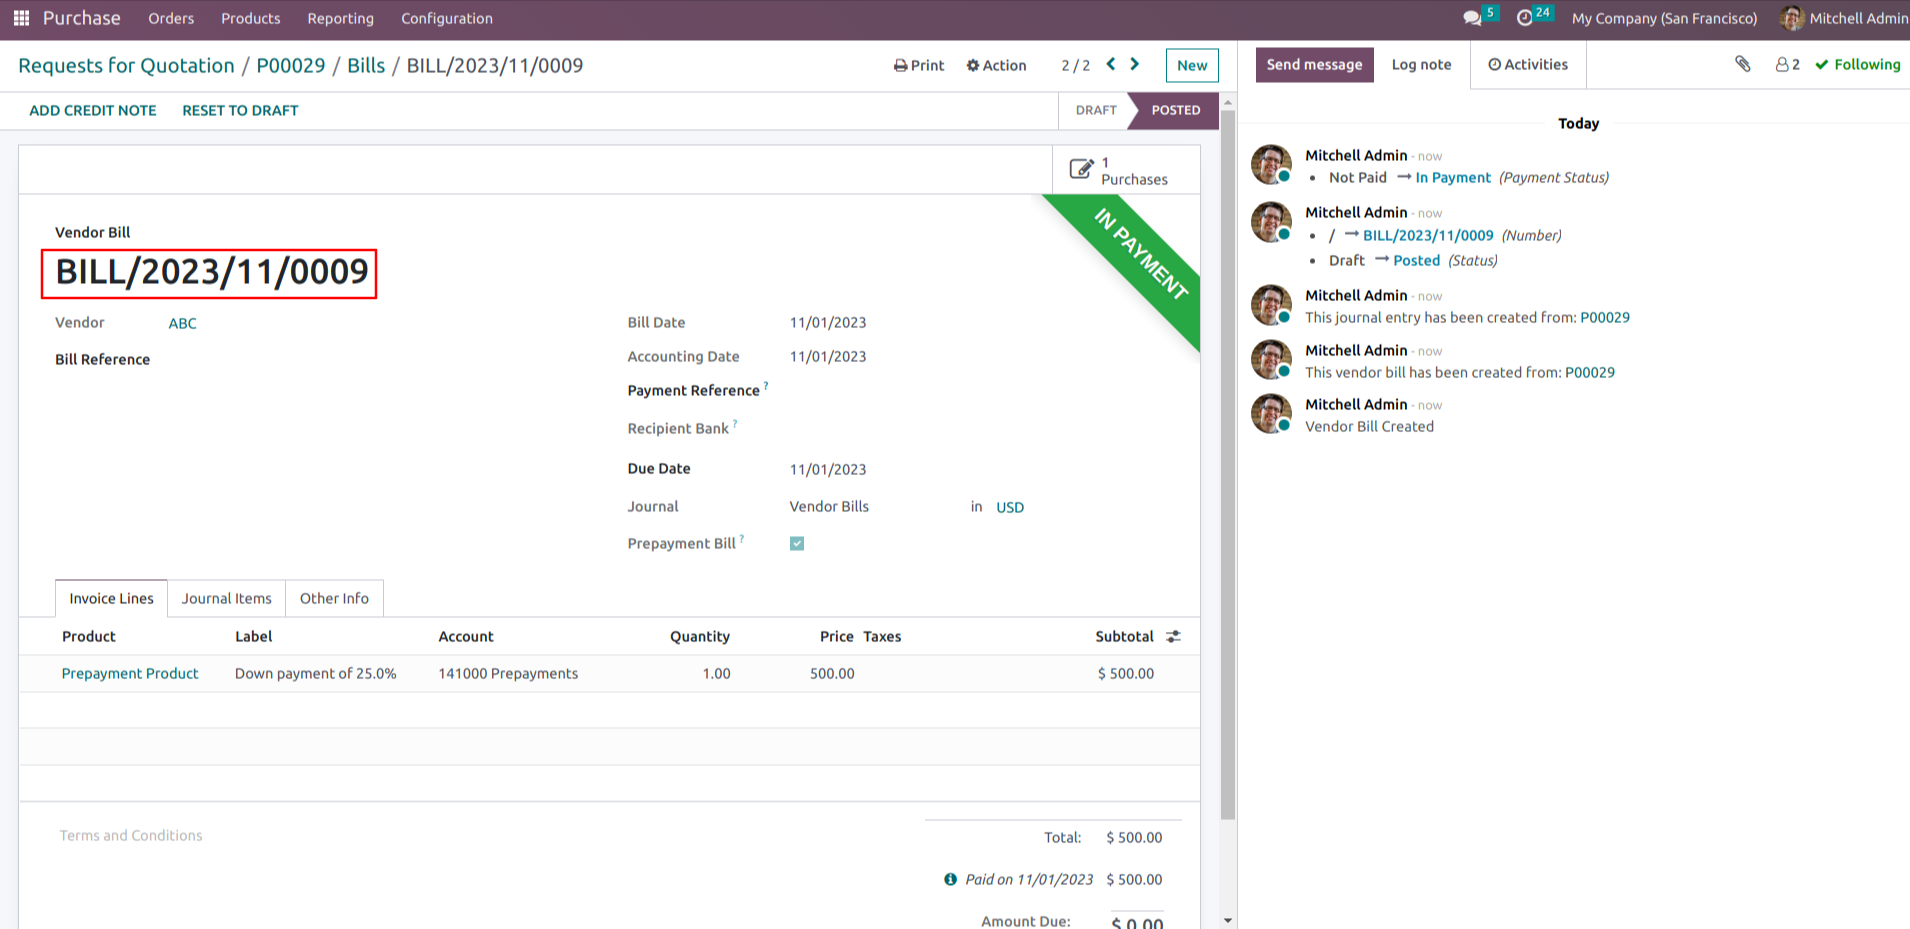 Purchase Orders Products Reporting Configuration 5 24 My Company (San Francisco) Mitchell Admin
Requests for Quotation / P00029 / Bills / BILL/2023/11/0009 Print Action 2 / 2 New
ADD CREDIT NOTE RESET TO DRAFT DRAFT POSTED
1
Purchases
IN PAYMENT
Vendor Bill
BILL/2023/11/0009
Vendor ABC
Bill Reference
Bill Date 11/01/2023
Accounting Date 11/01/2023
Payment Reference ?
Recipient Bank ?
Due Date 11/01/2023
Journal Vendor Bills in USD
Prepayment Bill ?
Invoice Lines Journal Items Other Info
Product Label Account Quantity Price Taxes Subtotal
Prepayment Product Down payment of 25.0% 141000 Prepayments 1.00 500.00 $ 500.00
Terms and Conditions
Total: $ 500.00
Paid on 11/01/2023 $ 500.00
Amount Due: $ 0.00
Send message Log note Activities 2 Following
Today
Mitchell Admin - now
• Not Paid → In Payment (Payment Status)
Mitchell Admin - now
• / → BILL/2023/11/0009 (Number)
• Draft → Posted (Status)
Mitchell Admin - now
This journal entry has been created from: P00029
Mitchell Admin - now
This vendor bill has been created from: P00029
Mitchell Admin - now
Vendor Bill Created